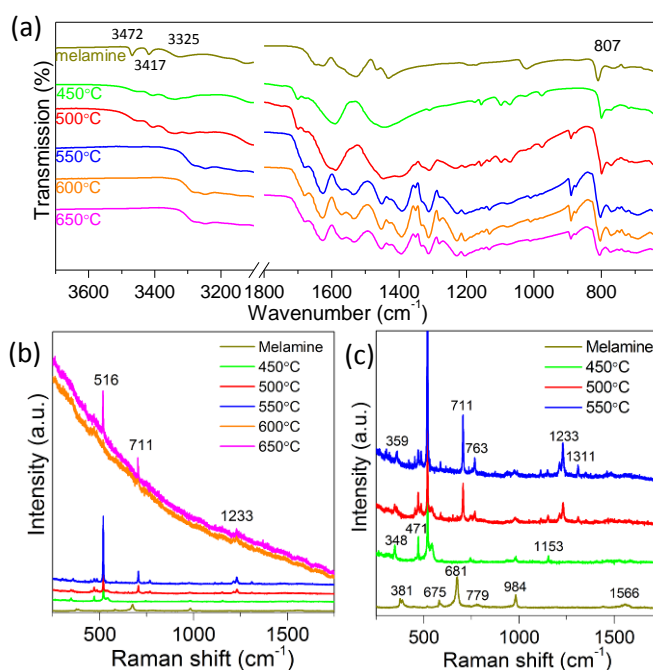 (a)
3472
3325
3417
807
melamine
450°C
500°C
550°C
600°C
650°C
Transmission (%)
3600 3400 3200 1800 1600 1400 1200 1000 800 600
Wavenumber (cm⁻¹)
(b)
Melamine
450°C
500°C
550°C
600°C
650°C
516
711
1233
Intensity (a.u.)
500 1000 1500
Raman shift (cm⁻¹)
(c)
Melamine
450°C
500°C
550°C
711
359
763
1233
1311
471
348
1153
681
381
675
779
984
1566
Intensity (a.u.)
500 1000 1500
Raman shift (cm⁻¹)